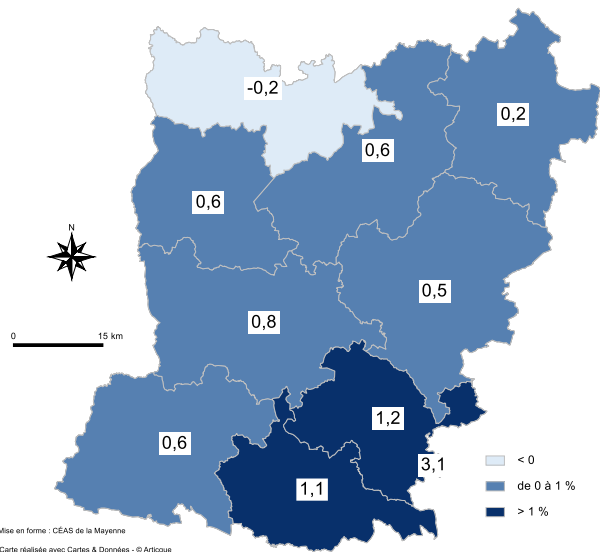 -0,2
0,2
0,6
0,6
N
0,5
0,8
0 15 km
1,2
0,6
3,1
< 0
1,1
de 0 à 1 %
> 1 %
Mise en forme : CÉAS de la Mayenne
Carte réalisée avec Cartes & Données - © Articque